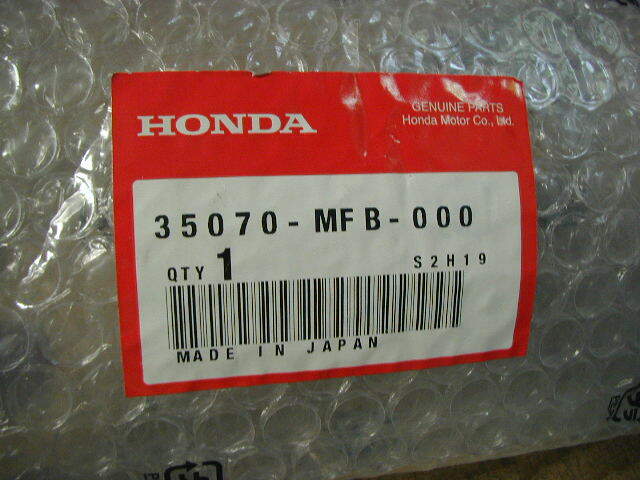 GENUINE PARTS
HONDA
Honda Motor Co., Ltd.
35070-MFB-000
QTY 1
S2H19
MADE IN JAPAN